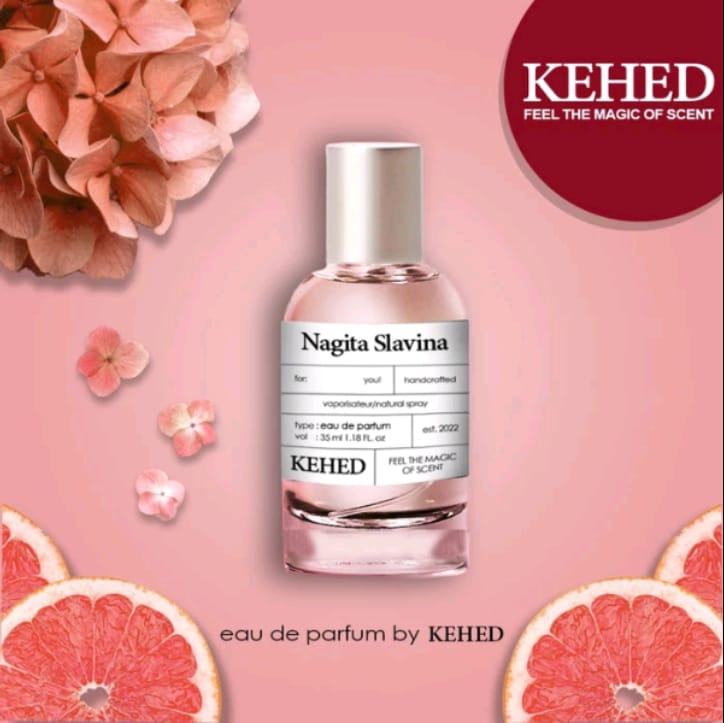 KEHED
FEEL THE MAGIC OF SCENT
Nagita Slavina
for: you! handcrafted
vaporisateur/natural spray
type : eau de parfum
vol : 35 ml 1.18 FL. oz
est. 2022
KEHED
FEEL THE MAGIC
OF SCENT
eau de parfum by KEHED